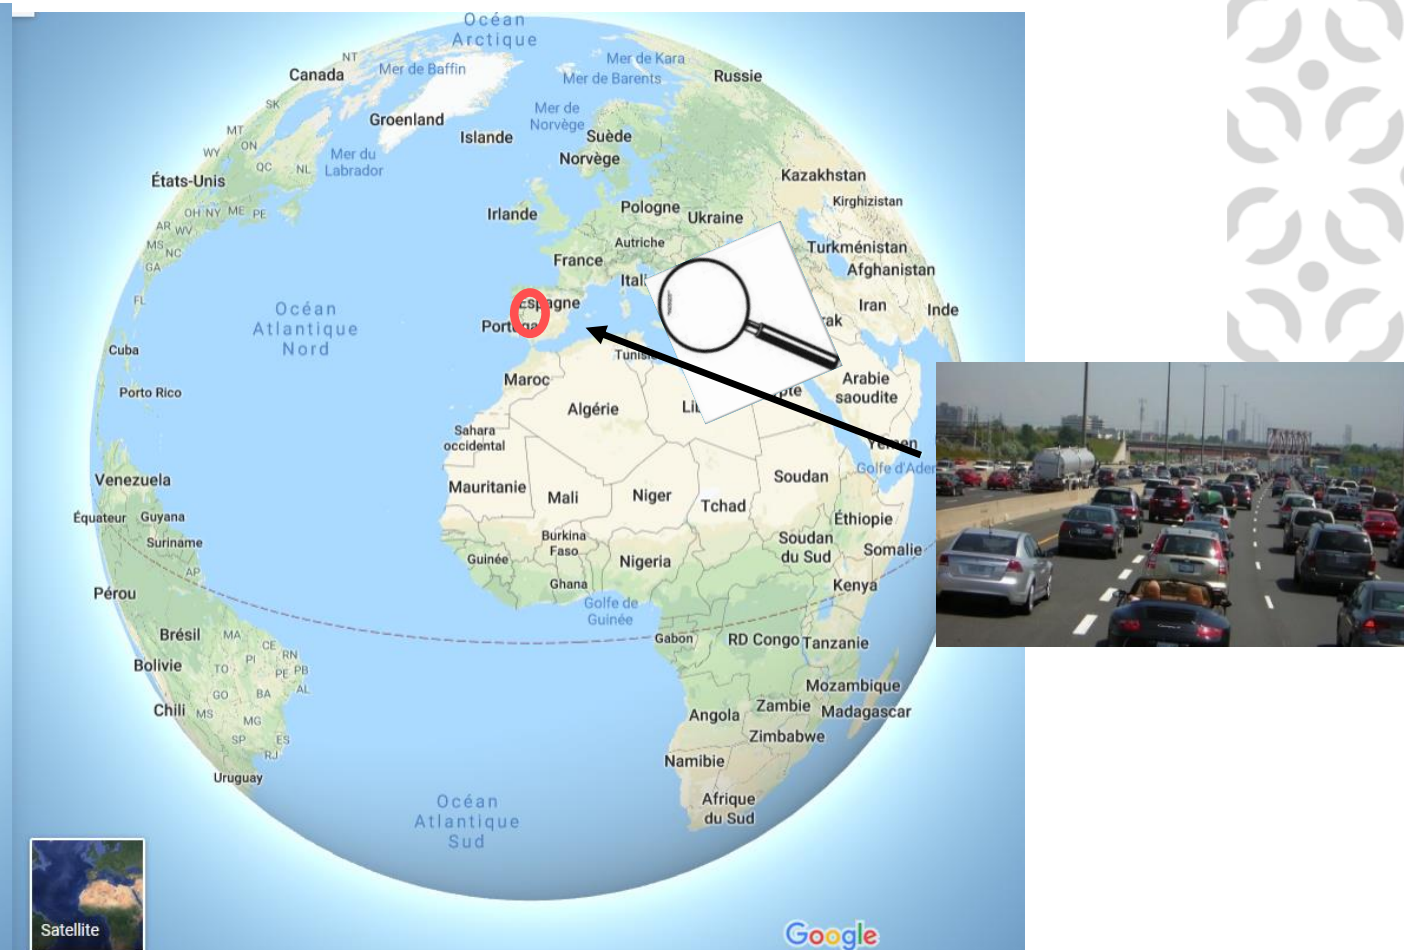 Océan
Arctique
NT
Canada
Mer de Baffin
Mer de Kara
Mer de Barents
Russie
SK
Groenland
Mer de
Norvège
MT
ON
Islande
Suède
WY
QC
NL
Mer du
Labrador
Norvège
États-Unis
Kazakhstan
Kirghizistan
OH
NY
ME
PE
Irlande
Pologne
Ukraine
AR
WV
MS
NC
GA
Autriche
Turkménistan
France
Afghanistan
FL
Espagne
Iran
Inde
Océan
Atlantique
Nord
Cuba
Maroc
Arabie
saoudite
Porto Rico
Algérie
Sahara
occidental
Yemen
Golfe d'Aden
Venezuela
Mauritanie
Mali
Niger
Tchad
Soudan
Équateur
Guyana
Éthiopie
Suriname
Burkina
Faso
Soudan
du Sud
Somalie
Guinée
Nigeria
AP
Ghana
Kenya
Pérou
Golfe de
Guinée
Brésil
MA
CE
RN
Gabon
RD Congo
Tanzanie
Bolivie
TO
PI
PE
PB
GO
BA
AL
Mozambique
Chili
MS
MG
Angola
Zambie
Madagascar
SP
ES
RJ
Zimbabwe
Namibie
Uruguay
Océan
Atlantique
Sud
Afrique
du Sud
Satellite
Google